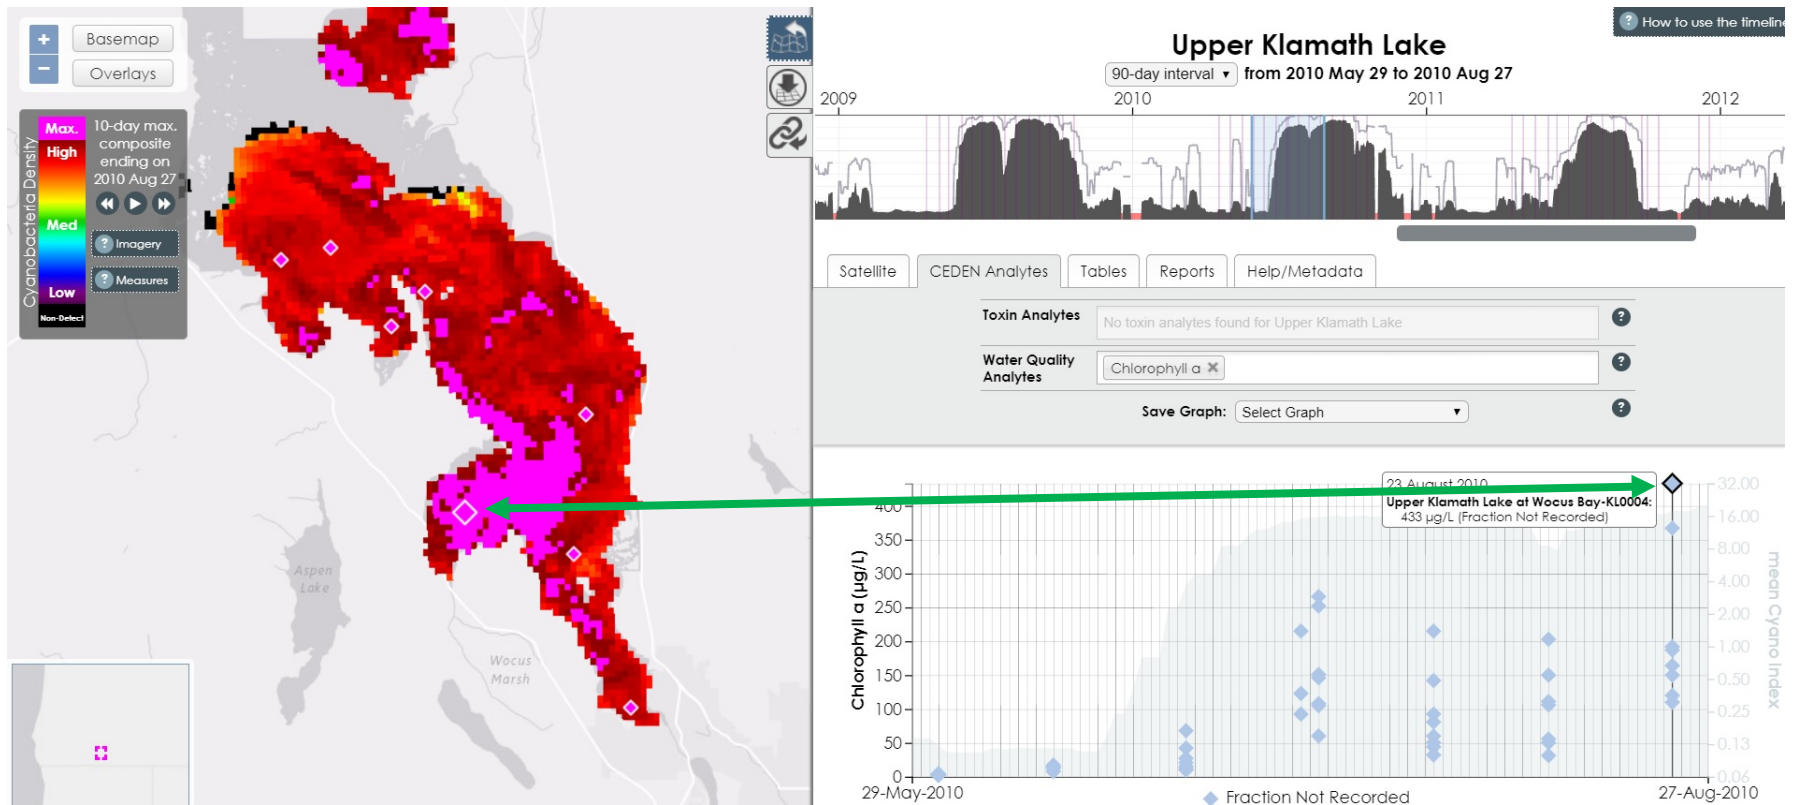 +
−
Basemap
Overlays
Cyanobacteria Density
Max.
High
Med
Low
Non-Detect
10-day max.
composite
ending on
2010 Aug 27
? Imagery
? Measures
Aspen
Lake
Wocus
Marsh
? How to use the timeline
Upper Klamath Lake
90-day interval ▾ from 2010 May 29 to 2010 Aug 27
2009 2010 2011 2012
Satellite CEDEN Analytes Tables Reports Help/Metadata
Toxin Analytes No toxin analytes found for Upper Klamath Lake ?
Water Quality
Analytes
Chlorophyll a ✖ ?
Save Graph: Select Graph ▾ ?
23 August 2010
Upper Klamath Lake at Wocus Bay-KL0004:
433 µg/L (Fraction Not Recorded)
Chlorophyll a (µg/L)
400
350
300
250
200
150
100
50
0
32.00
16.00
8.00
4.00
2.00
1.00
0.50
0.25
0.13
0.06
mean Cyano Index
29-May-2010 27-Aug-2010
Fraction Not Recorded